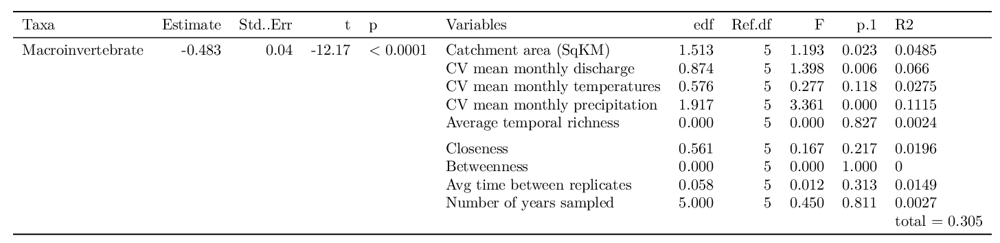 Taxa Estimate Std..Err t p Variables edf Ref.df F p.1 R2
Macroinvertebrate -0.483 0.04 -12.17 < 0.0001 Catchment area (SqKM) 1.513 5 1.193 0.023 0.0485
CV mean monthly discharge 0.874 5 1.398 0.006 0.066
CV mean monthly temperatures 0.576 5 0.277 0.118 0.0275
CV mean monthly precipitation 1.917 5 3.361 0.000 0.1115
Average temporal richness 0.000 5 0.000 0.827 0.0024
Closeness 0.561 5 0.167 0.217 0.0196
Betweenness 0.000 5 0.000 1.000 0
Avg time between replicates 0.058 5 0.012 0.313 0.0149
Number of years sampled 5.000 5 0.450 0.811 0.0027
total = 0.305